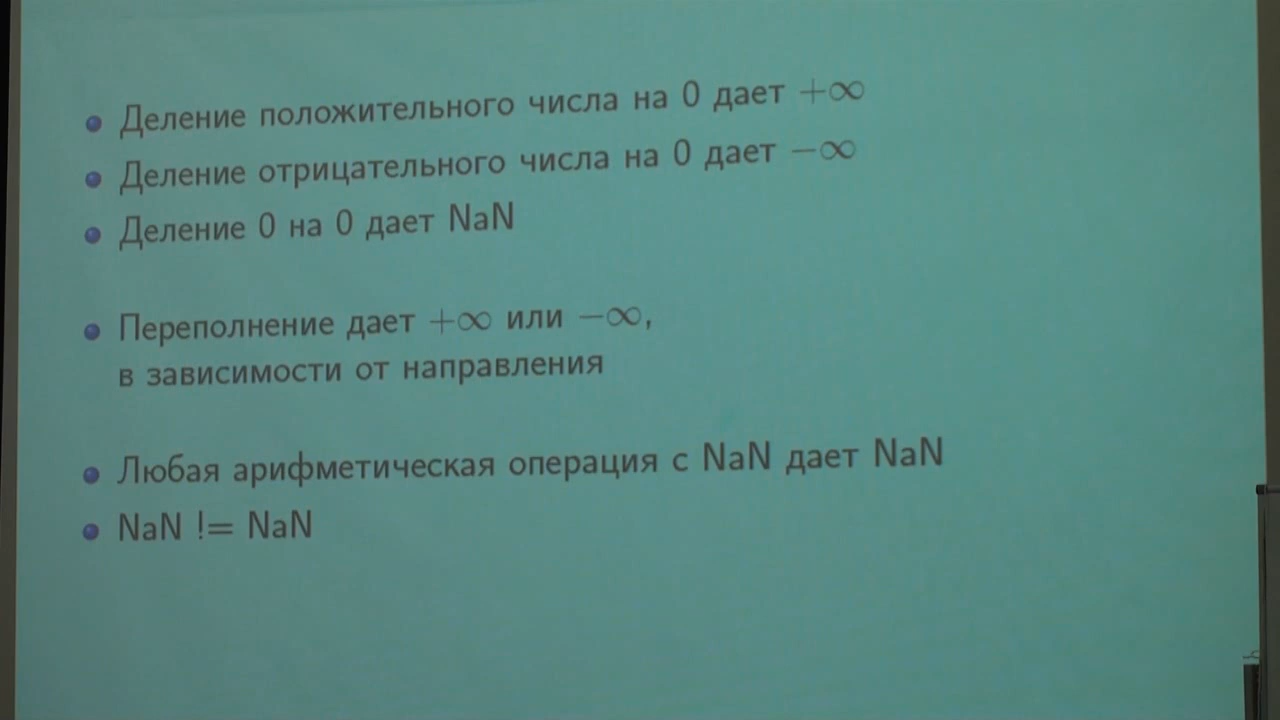 Деление положительного числа на 0 дает +∞
Деление отрицательного числа на 0 дает −∞
Деление 0 на 0 дает NaN
Переполнение дает +∞ или −∞,
в зависимости от направления
Любая арифметическая операция с NaN дает NaN
NaN != NaN